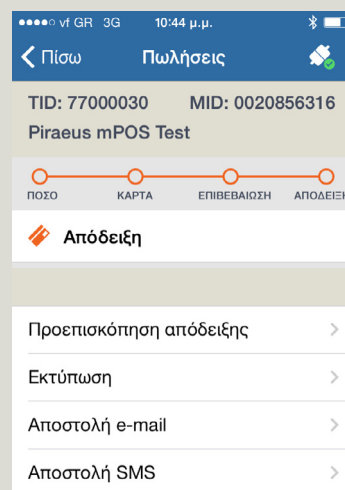 vf GR 3G 10:44 μ.μ.
Πίσω Πωλήσεις
TID: 77000030 MID: 0020856316
Piraeus mPOS Test
ΠΟΣΟ ΚΑΡΤΑ ΕΠΙΒΕΒΑΙΩΣΗ ΑΠΟΔΕΙΞΗ
Απόδειξη
Προεπισκόπηση απόδειξης
Εκτύπωση
Αποστολή e-mail
Αποστολή SMS